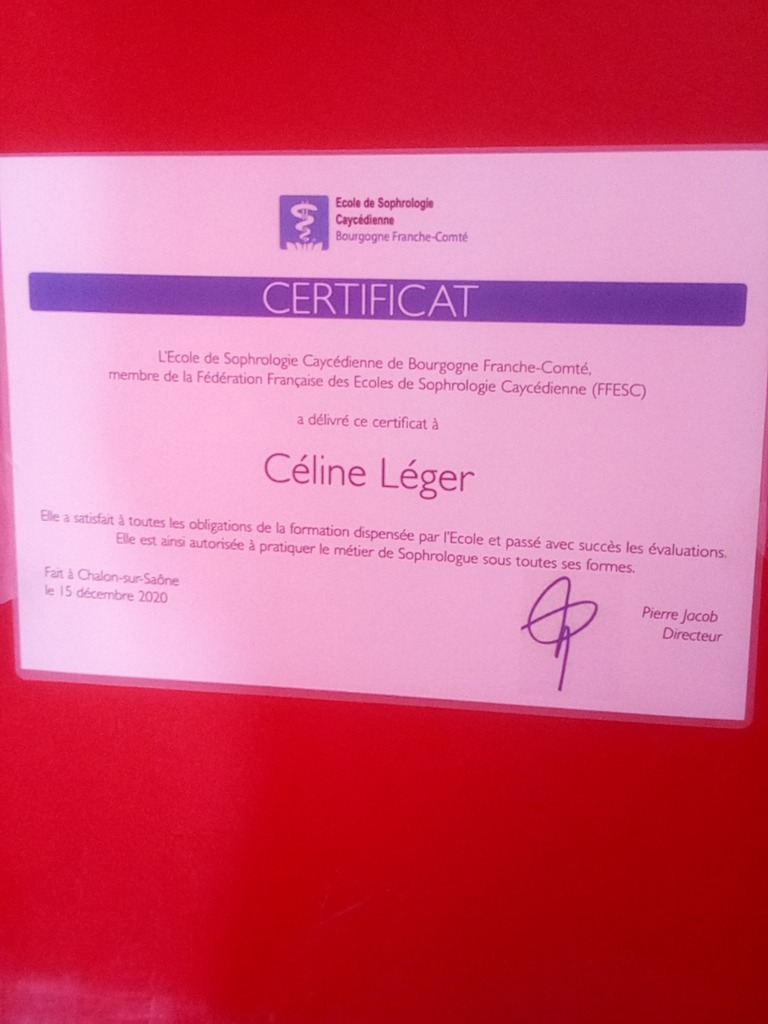 Ecole de Sophrologie
Caycédienne
Bourgogne Franche-Comté
CERTIFICAT
L'Ecole de Sophrologie Caycédienne de Bourgogne Franche-Comté,
membre de la Fédération Française des Ecoles de Sophrologie Caycédienne (FFESC)
a délivré ce certificat à
Céline Léger
Elle a satisfait à toutes les obligations de la formation dispensée par l'Ecole et passé avec succès les évaluations.
Elle est ainsi autorisée à pratiquer le métier de Sophrologue sous toutes ses formes.
Fait à Chalon-sur-Saône
le 15 décembre 2020
Pierre Jacob
Directeur